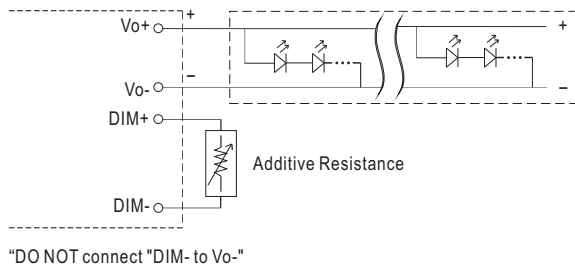 Vo+ + +
Vo- − −
DIM+
Additive Resistance
DIM-
“DO NOT connect "DIM- to Vo-"